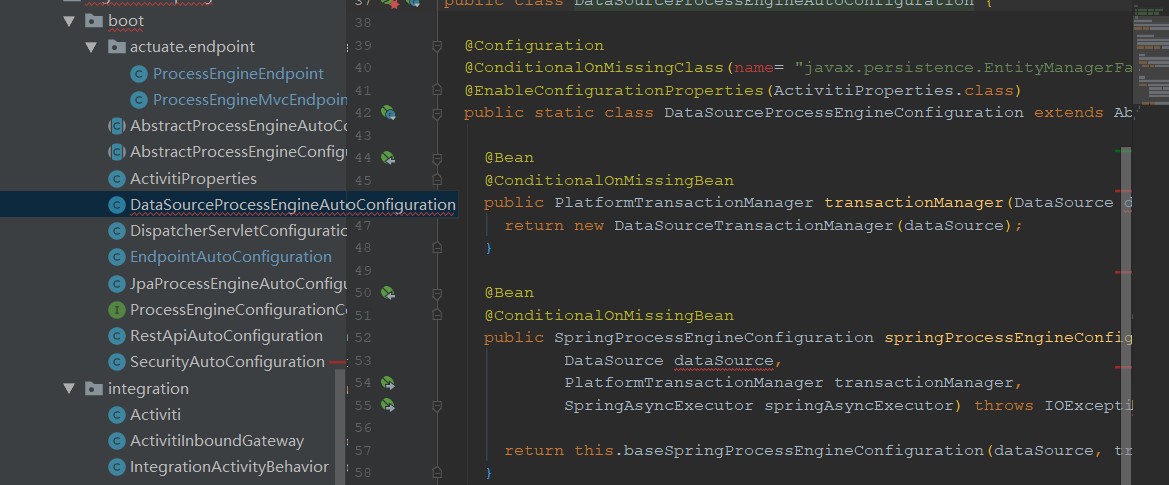 boot
actuate.endpoint
ProcessEngineEndpoint
ProcessEngineMvcEndpoin
AbstractProcessEngineAutoCo
AbstractProcessEngineConfigu
ActivitiProperties
DataSourceProcessEngineAutoConfiguration
DispatcherServletConfiguratio
EndpointAutoConfiguration
JpaProcessEngineAutoConfigu
ProcessEngineConfigurationCo
RestApiAutoConfiguration
SecurityAutoConfiguration
integration
Activiti
ActivitiInboundGateway
IntegrationActivityBehavior
37 public class DataSourceProcessEngineAutoConfiguration {
38
39 @Configuration
40 @ConditionalOnMissingClass(name= "javax.persistence.EntityManagerFa
41 @EnableConfigurationProperties(ActivitiProperties.class)
42 public static class DataSourceProcessEngineConfiguration extends Ab
43
44 @Bean
45 @ConditionalOnMissingBean
public PlatformTransactionManager transactionManager(DataSource d
47 return new DataSourceTransactionManager(dataSource);
48 }
49
50 @Bean
51 @ConditionalOnMissingBean
52 public SpringProcessEngineConfiguration springProcessEngineConfig
53 DataSource dataSource,
54 PlatformTransactionManager transactionManager,
55 SpringAsyncExecutor springAsyncExecutor) throws IOExcepti
56
57 return this.baseSpringProcessEngineConfiguration(dataSource, tr
58 }